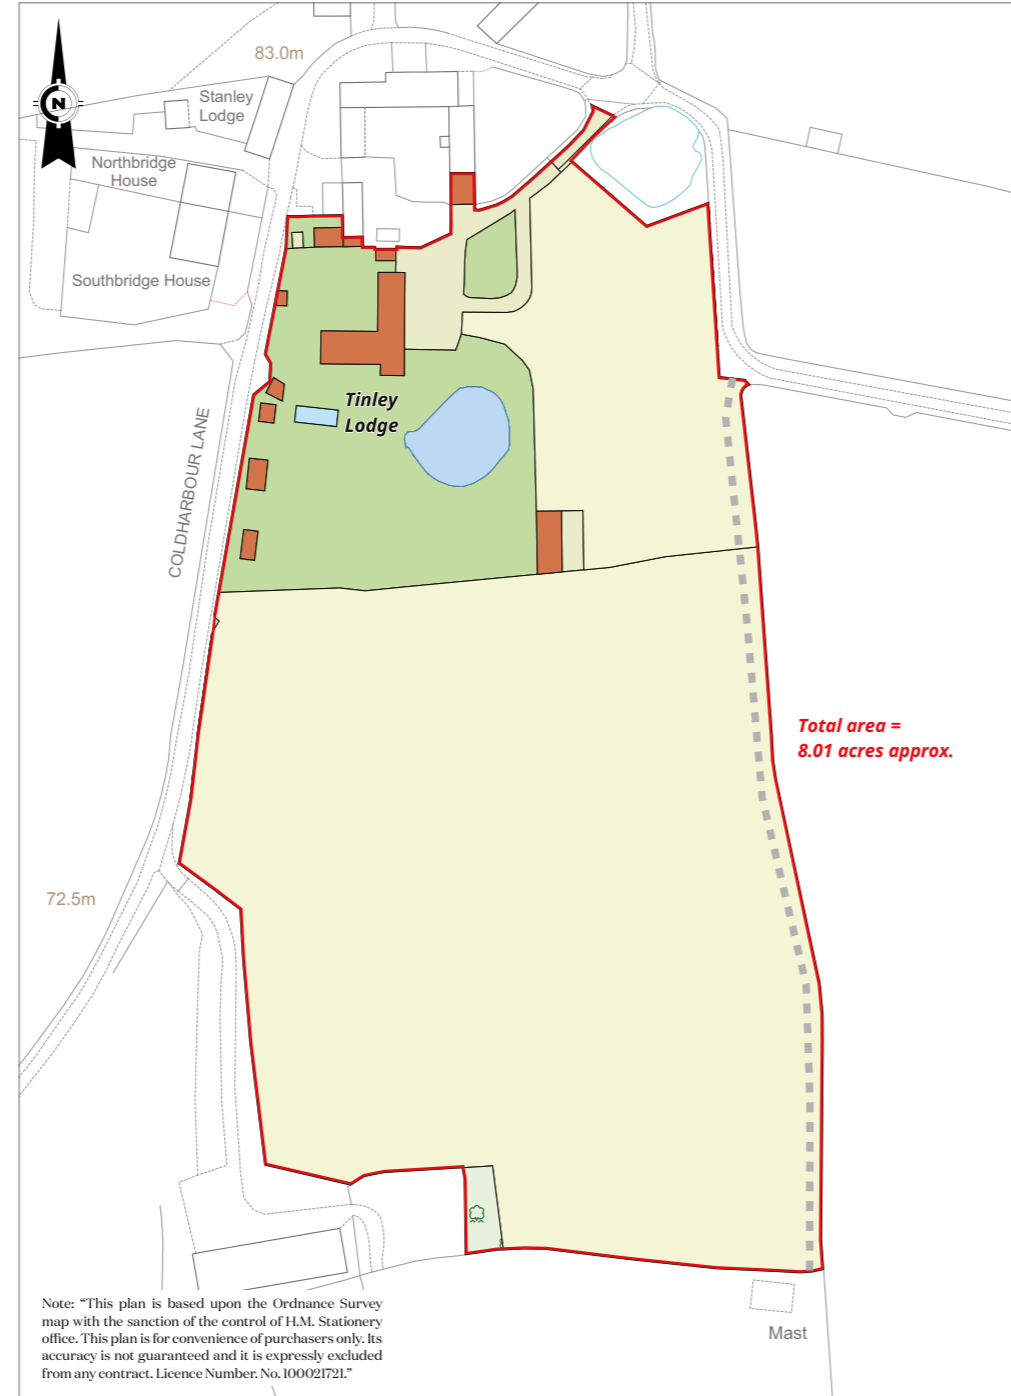 83.0m
Stanley
Lodge
N
Northbridge
House
Southbridge House
Tinley
Lodge
COLDHARBOUR LANE
Total area =
8.01 acres approx.
72.5m
Note: “This plan is based upon the Ordnance Survey
map with the sanction of the control of H.M. Stationery
office. This plan is for convenience of purchasers only. Its
accuracy is not guaranteed and it is expressly excluded
from any contract. Licence Number. No. 100021721.”
Mast